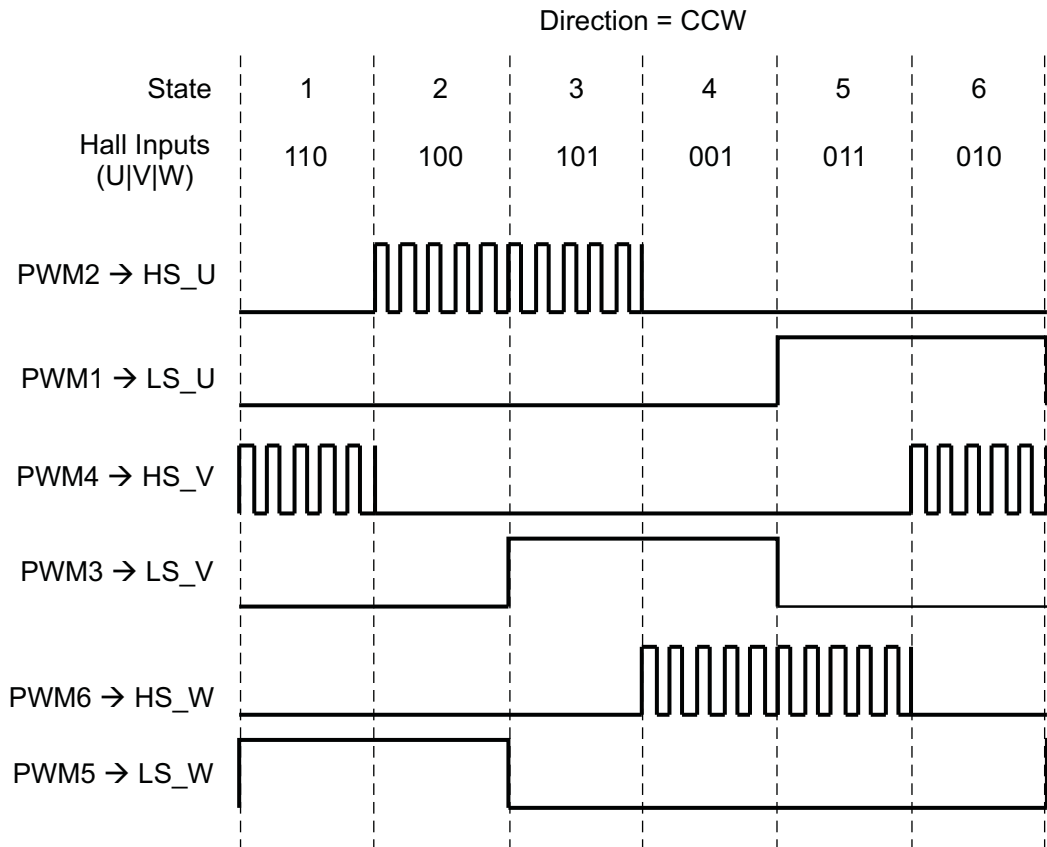 Direction = CCW
State 1 2 3 4 5 6
Hall Inputs
(U|V|W)
110 100 101 001 011 010
PWM2 → HS_U
PWM1 → LS_U
PWM4 → HS_V
PWM3 → LS_V
PWM6 → HS_W
PWM5 → LS_W